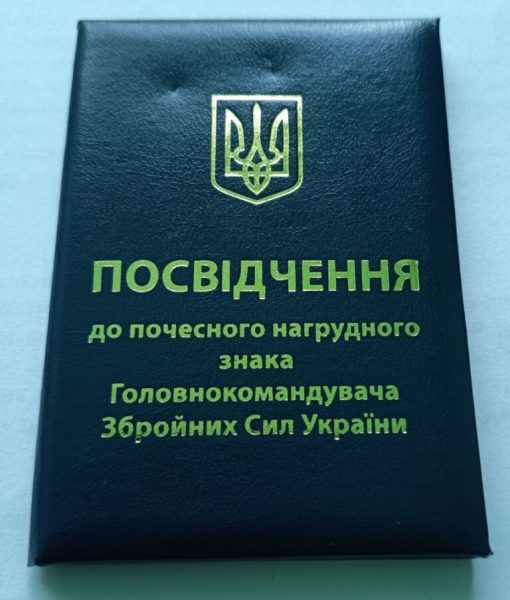 ПОСВІДЧЕННЯ
до почесного нагрудного
знака
Головнокомандувача
Збройних Сил України